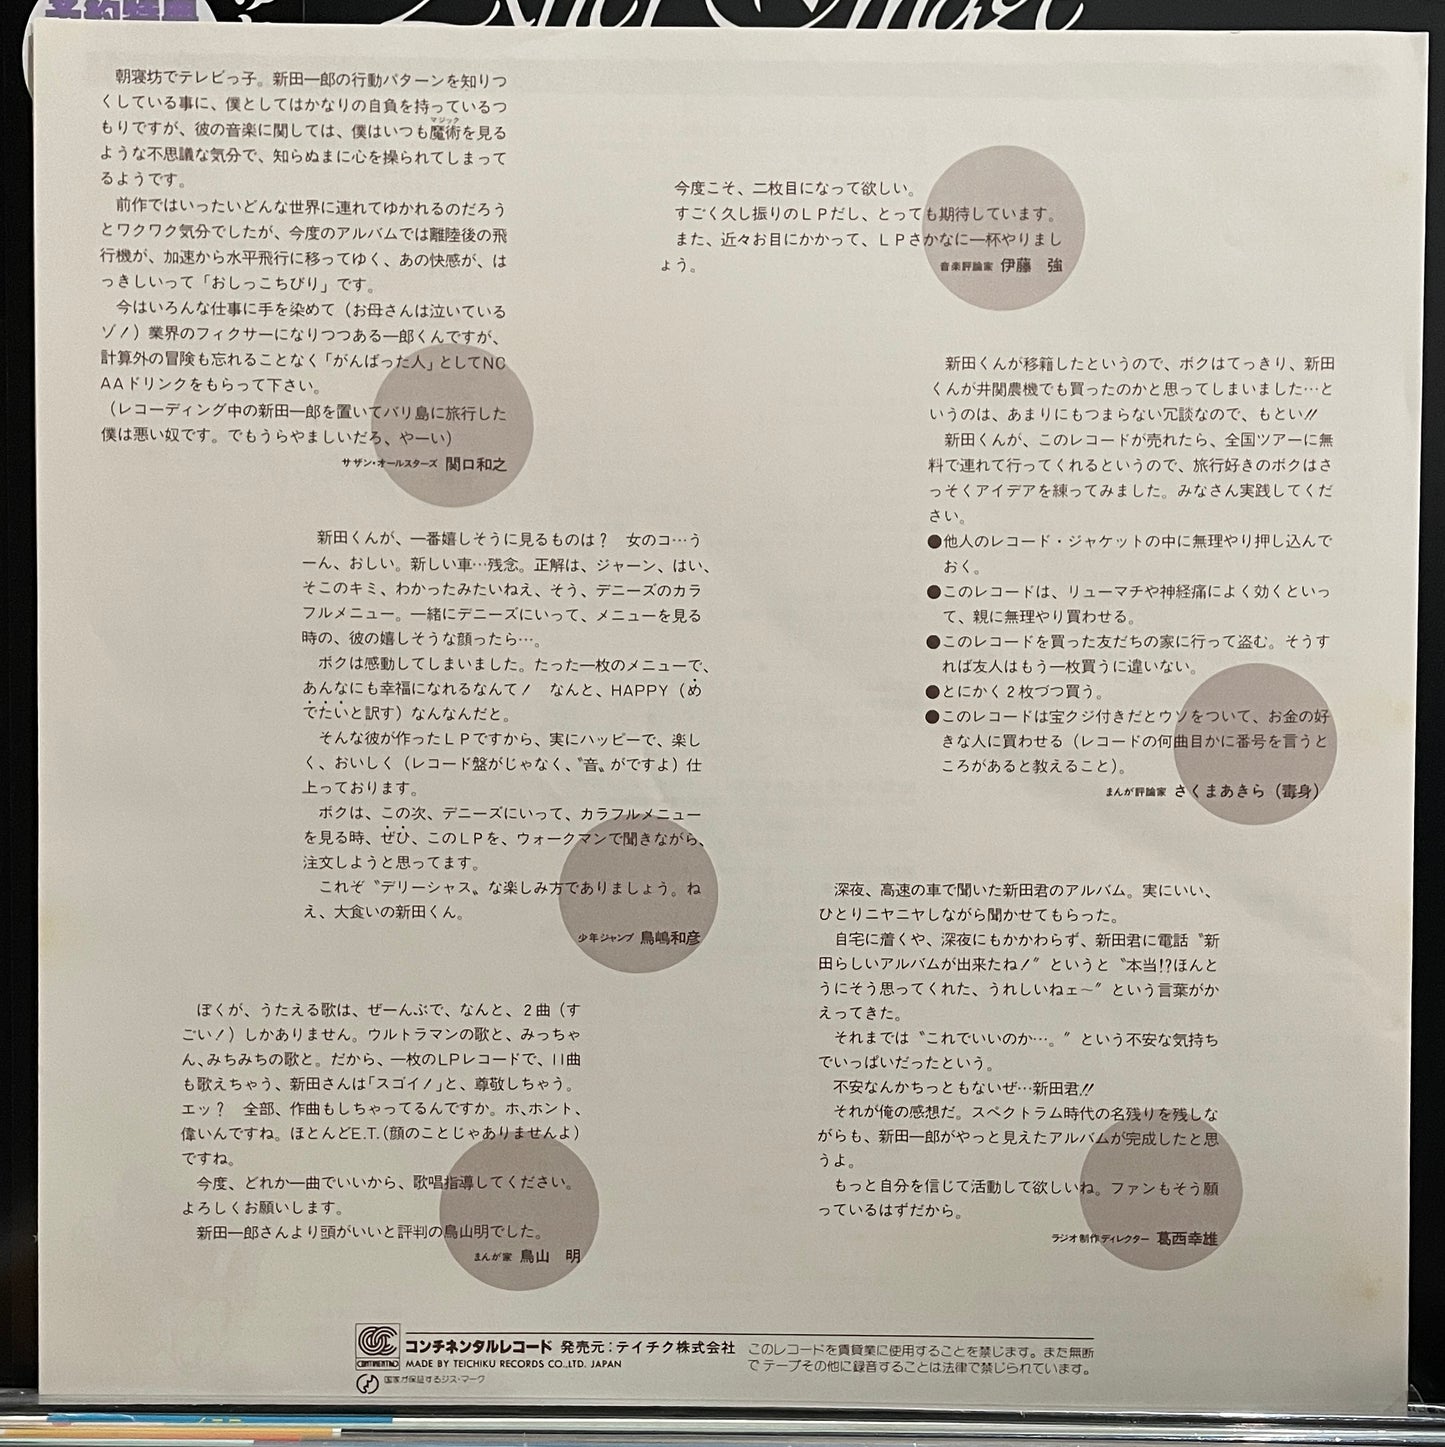 朝寝坊でテレビっ子。新田一郎の行動パターンを知りつ
くしている事に、僕としてはかなりの自負を持っているつ
もりですが、彼の音楽に関しては、僕はいつも魔術を見る
マジック
ような不思議な気分で、知らぬまに心を操られてしまって
るようです。
前作ではいったいどんな世界に連れてゆかれるのだろう
とワクワク気分でしたが、今度のアルバムでは離陸後の飛
行機が、加速から水平飛行に移ってゆく、あの快感が、は
っきしいって「おしっこちびり」です。
今はいろんな仕事に手を染めて（お母さんは泣いている
ゾ！）業界のフィクサーになりつつある一郎くんですが、
計算外の冒険も忘れることなく「がんばった人」としてNC
AAドリンクをもらって下さい。
（レコーディング中の新田一郎を置いてバリ島に旅行した
僕は悪い奴です。でもうらやましいだろ、やーい）
サザン・オールスターズ 関口和之
今度こそ、二枚目になって欲しい。
すごく久し振りのLPだし、とっても期待しています。
また、近々お目にかかって、LPさかなに一杯やりまし
ょう。
音楽評論家 伊藤 強
新田くんが移籍したというので、ボクはてっきり、新田
くんが井関農機でも買ったのかと思ってしまいました…と
いうのは、あまりにもつまらない冗談なので、もとい!!
新田くんが、このレコードが売れたら、全国ツアーに無
料で連れて行ってくれるというので、旅行好きのボクはさ
っそくアイデアを練ってみました。みなさん実践してくだ
さい。
●他人のレコード・ジャケットの中に無理やり押し込んで
おく。
●このレコードは、リューマチや神経痛によく効くといっ
て、親に無理やり買わせる。
●このレコードを買った友だちの家に行って盗む。そうす
れば友人はもう一枚買うに違いない。
●とにかく2枚づつ買う。
●このレコードは宝クジ付きだとウソをついて、お金の好
きな人に買わせる（レコードの何曲目かに番号を言うと
ころがあると教えること）。
まんが評論家 さくまあきら（毒身）
新田くんが、一番嬉しそうに見るものは？ 女のコ…う
ーん、おしい。新しい車…残念。正解は、ジャーン、はい、
そこのキミ、わかったみたいねえ、そう、デニーズのカラ
フルメニュー。一緒にデニーズにいって、メニューを見る
時の、彼の嬉しそうな顔ったら…。
ボクは感動してしまいました。たった一枚のメニューで、
あんなにも幸福になれるなんて！ なんと、HAPPY（め
でたいと訳す）なんなんだと。
そんな彼が作ったLPですから、実にハッピーで、楽し
く、おいしく（レコード盤がじゃなく、〝音〟がですよ）仕
上っております。
ボクは、この次、デニーズにいって、カラフルメニュー
を見る時、ぜひ、このLPを、ウォークマンで聞きながら、
注文しようと思ってます。
これぞ〝デリーシャス〟な楽しみ方でありましょう。ね
え、大食いの新田くん。
少年ジャンプ 鳥嶋和彦
深夜、高速の車で聞いた新田君のアルバム。実にいい、
ひとりニヤニヤしながら聞かせてもらった。
自宅に着くや、深夜にもかかわらず、新田君に電話〝新
田らしいアルバムが出来たね！〟というと〝本当!?ほんと
うにそう思ってくれた、うれしいねェ〜〟という言葉がか
えってきた。
それまでは〝これでいいのか…。〟という不安な気持ち
でいっぱいだったという。
不安なんかちっともないぜ…新田君!!
それが俺の感想だ。スペクトラム時代の名残りを残しな
がらも、新田一郎がやっと見えたアルバムが完成したと思
うよ。
もっと自分を信じて活動して欲しいね。ファンもそう願
っているはずだから。
ラジオ制作ディレクター 葛西幸雄
ぼくが、うたえる歌は、ぜーんぶで、なんと、2曲（す
ごい！）しかありません。ウルトラマンの歌と、みっちゃ
ん、みちみちの歌と。だから、一枚のLPレコードで、11曲
も歌えちゃう、新田さんは「スゴイ！」と、尊敬しちゃう。
エッ？ 全部、作曲もしちゃってるんですか。ホ、ホント、
偉いんですね。ほとんどE.T.（顔のことじゃありませんよ）
ですね。
今度、どれか一曲でいいから、歌唱指導してください。
よろしくお願いします。
新田一郎さんより頭がいいと評判の鳥山明でした。
まんが家 鳥山 明
CONTINENTAL
コンチネンタルレコード 発売元：テイチク株式会社
MADE BY TEICHIKU RECORDS CO.,LTD. JAPAN
国家が保証するジス・マーク
このレコードを賃貸業に使用することを禁じます。また無断
でテープその他に録音することは法律で禁じられています。